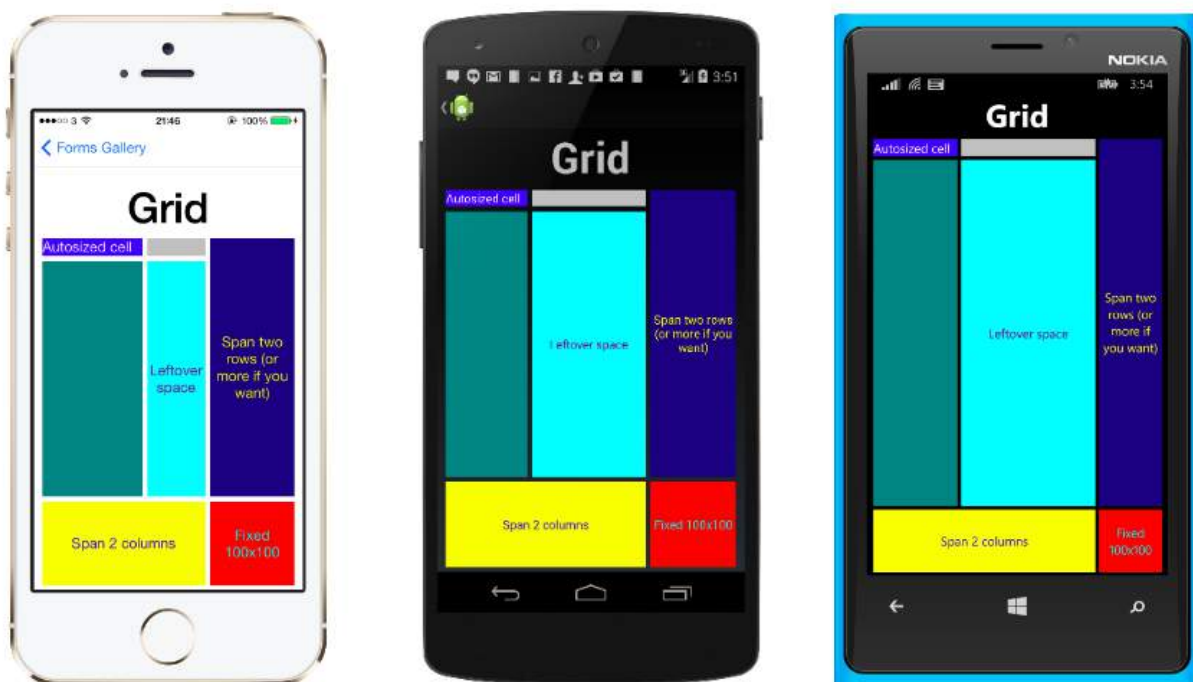 3 21:46 100%
Forms Gallery
Grid
Autosized cell
Span two
rows (or
more if you
want)
Leftover
space
Span 2 columns
Fixed
100x100
3:51
Grid
Autosized cell
Span two rows
(or more if you
want)
Leftover space
Span 2 columns
Fixed 100x100
NOKIA
3:54
Grid
Autosized cell
Span two
rows (or
more if
you want)
Leftover space
Span 2 columns
Fixed
100x100